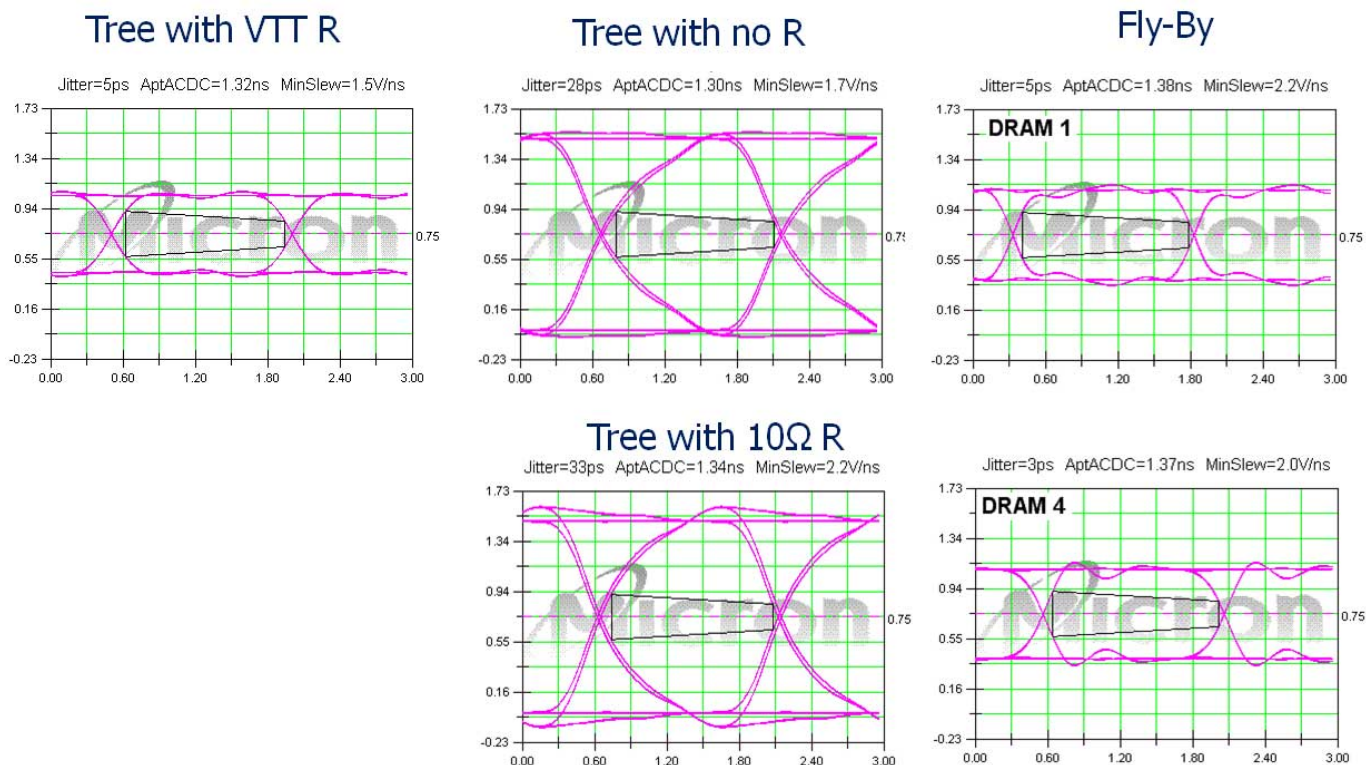 Tree with VTT R
Jitter=5ps AptACDC=1.32ns MinSlew=1.5V/ns
1.73
1.34
0.94
0.55
0.16
-0.23
0.75
0.00 0.60 1.20 1.80 2.40 3.00
Micron
Tree with no R
Jitter=28ps AptACDC=1.30ns MinSlew=1.7V/ns
1.73
1.34
0.94
0.55
0.16
-0.23
0.75
0.00 0.60 1.20 1.80 2.40 3.00
Micron
Fly-By
Jitter=5ps AptACDC=1.38ns MinSlew=2.2V/ns
DRAM 1
1.73
1.34
0.94
0.55
0.16
-0.23
0.75
0.00 0.60 1.20 1.80 2.40 3.00
Micron
Tree with 10Ω R
Jitter=33ps AptACDC=1.34ns MinSlew=2.2V/ns
1.73
1.34
0.94
0.55
0.16
-0.23
0.75
0.00 0.60 1.20 1.80 2.40 3.00
Micron
Jitter=3ps AptACDC=1.37ns MinSlew=2.0V/ns
DRAM 4
1.73
1.34
0.94
0.55
0.16
-0.23
0.75
0.00 0.60 1.20 1.80 2.40 3.00
Micron